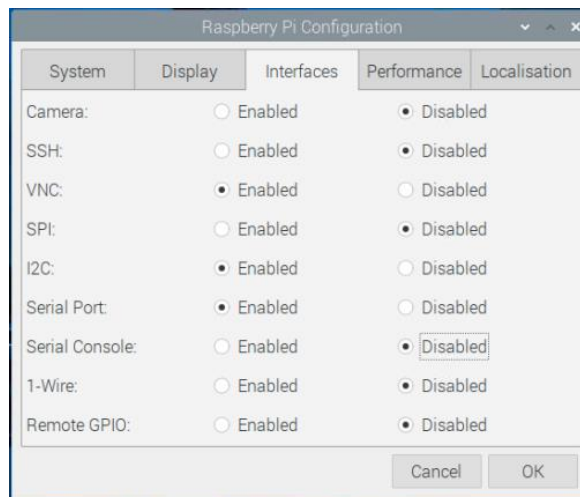 Raspberry Pi Configuration
System Display Interfaces Performance Localisation
Camera: Enabled Disabled
SSH: Enabled Disabled
VNC: Enabled Disabled
SPI: Enabled Disabled
I2C: Enabled Disabled
Serial Port: Enabled Disabled
Serial Console: Enabled Disabled
1-Wire: Enabled Disabled
Remote GPIO: Enabled Disabled
Cancel OK